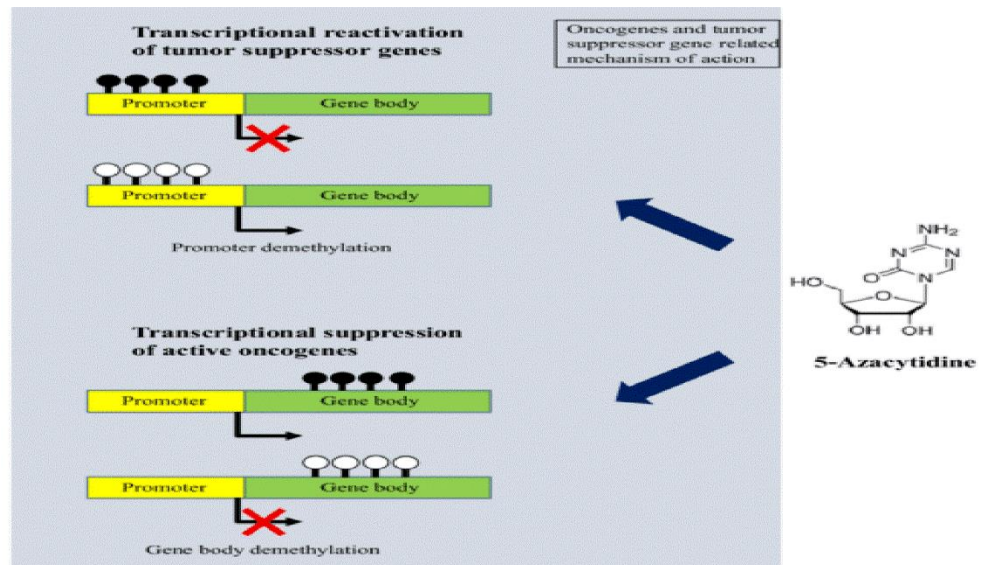 Transcriptional reactivation
of tumor suppressor genes
Oncogenes and tumor
suppressor gene related
mechanism of action
Promoter Gene body
Promoter Gene body
Promoter demethylation
NH₂
N N
O N
HO O
OH OH
5-Azacytidine
Transcriptional suppression
of active oncogenes
Promoter Gene body
Promoter Gene body
Gene body demethylation